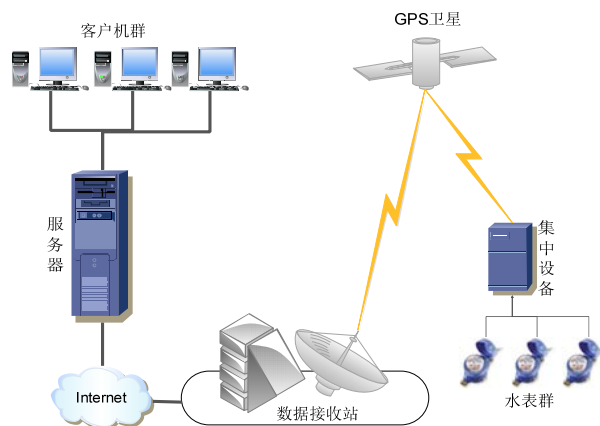 客户机群
GPS卫星
服务器
集中设备
Internet
数据接收站
水表群